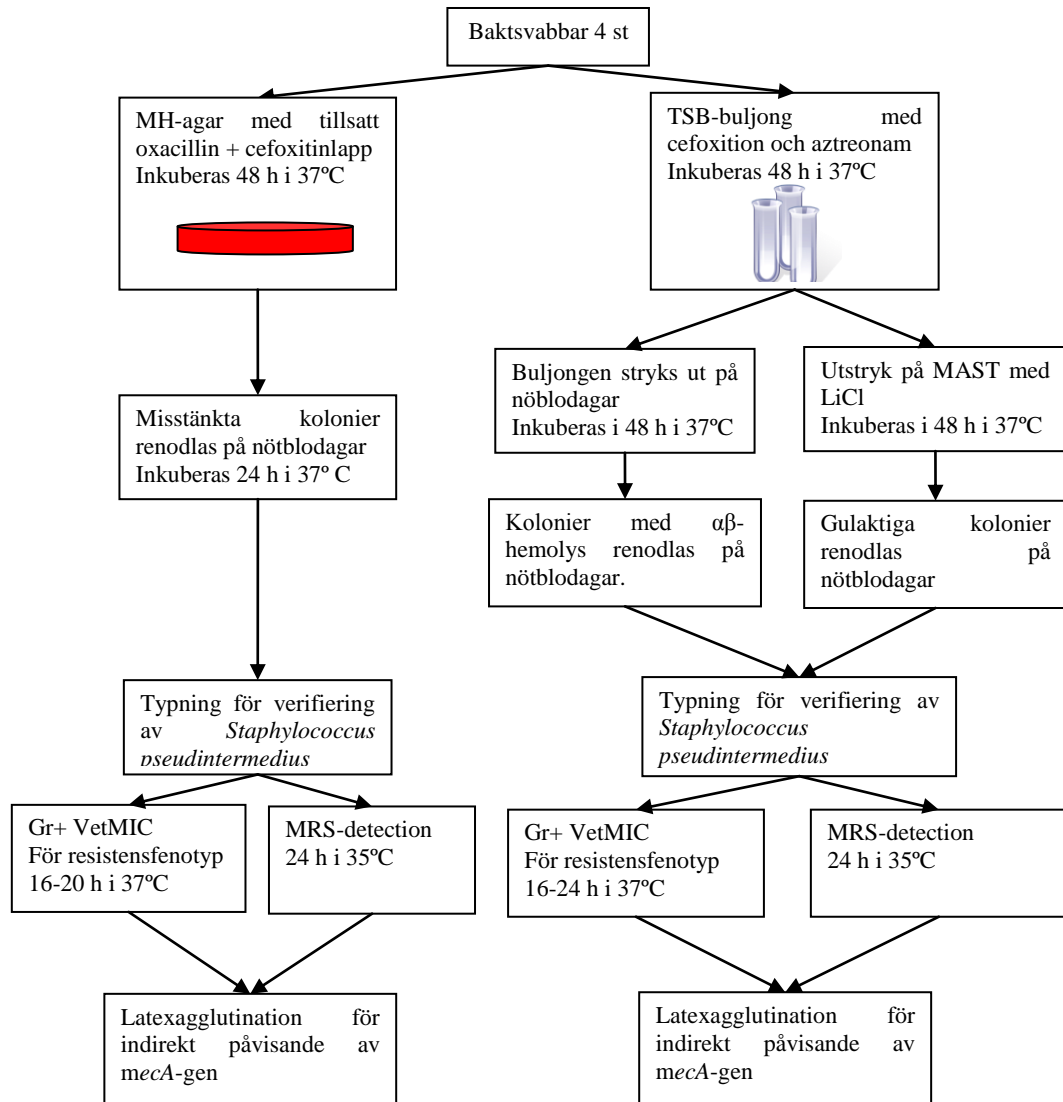 Baktsvabbar 4 st
MH-agar med tillsatt
oxacillin + cefoxitinlapp
Inkuberas 48 h i 37ºC
TSB-buljong med
cefoxition och aztreonam
Inkuberas 48 h i 37ºC
Buljongen stryks ut på
nöblodagar
Inkuberas i 48 h i 37ºC
Utstryk på MAST med
LiCl
Inkuberas i 48 h i 37ºC
Misstänkta kolonier
renodlas på nötblodagar
Inkuberas 24 h i 37º C
Kolonier med αβ-
hemolys renodlas på
nötblodagar.
Gulaktiga kolonier
renodlas på
nötblodagar
Typning för verifiering
av Staphylococcus
pseudintermedius
Typning för verifiering av
Staphylococcus
pseudintermedius
Gr+ VetMIC
För resistensfenotyp
16-20 h i 37ºC
MRS-detection
24 h i 35ºC
Gr+ VetMIC
För resistensfenotyp
16-24 h i 37ºC
MRS-detection
24 h i 35ºC
Latexagglutination för
indirekt påvisande av
mecA-gen
Latexagglutination för
indirekt påvisande av
mecA-gen